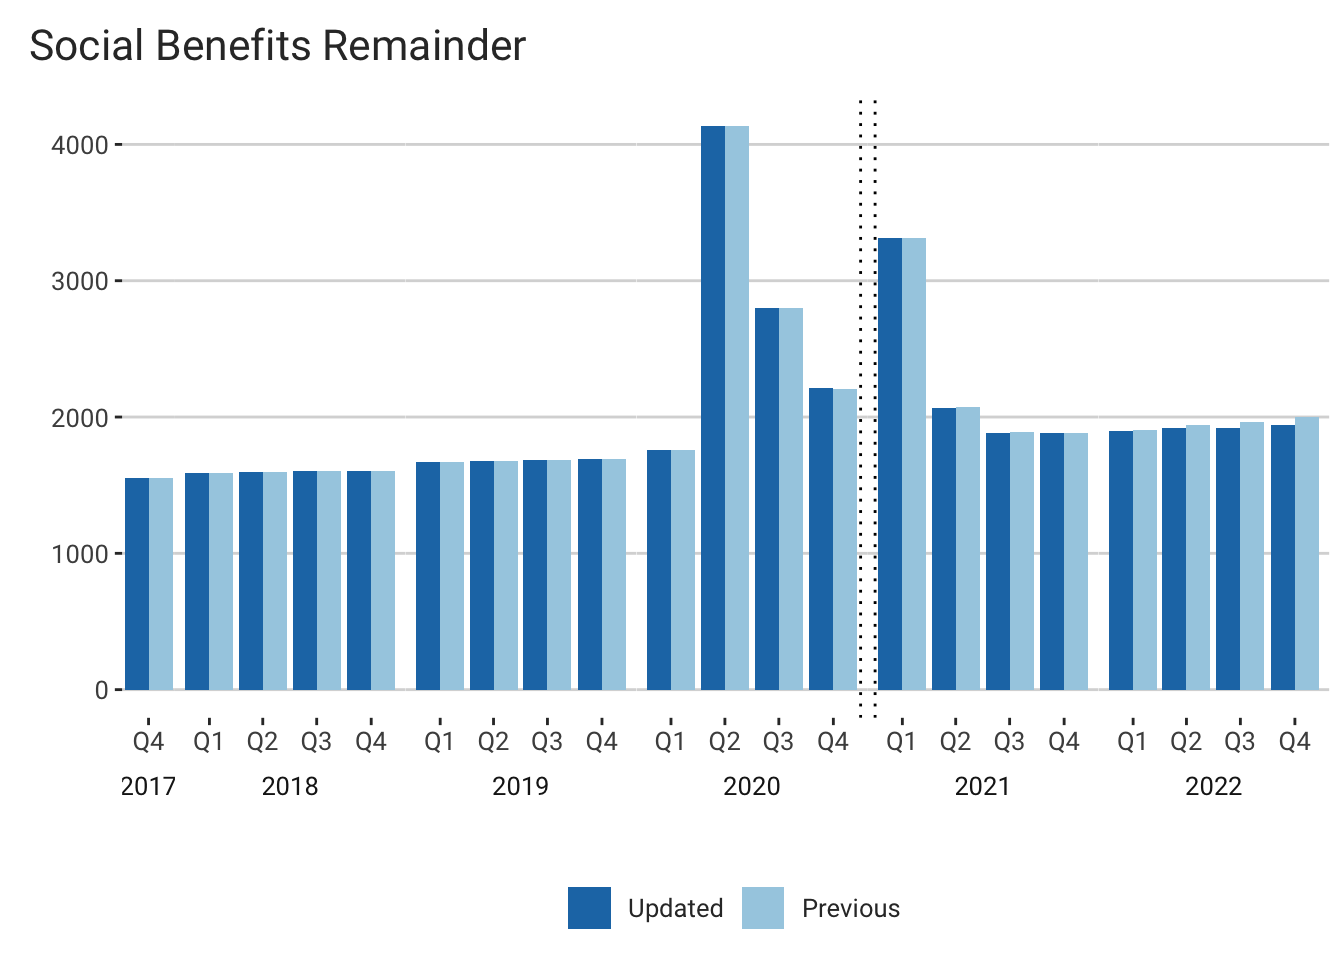 Social Benefits Remainder
4000
3000
2000
1000
0
Q4 Q1 Q2 Q3 Q4 Q1 Q2 Q3 Q4 Q1 Q2 Q3 Q4 Q1 Q2 Q3 Q4 Q1 Q2 Q3 Q4
2017 2018 2019 2020 2021 2022
Updated Previous